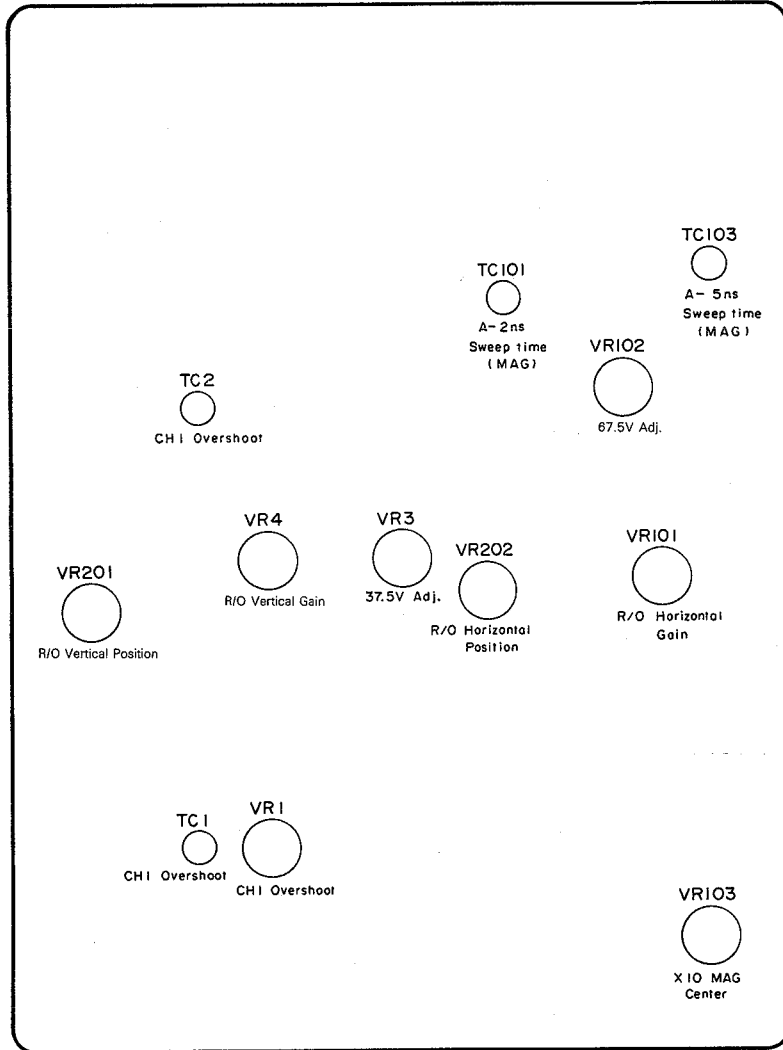 TC103
A- 5ns
Sweep time
(MAG)
TC101
A-2ns
Sweep time
(MAG)
VR102
67.5V Adj.
TC2
CH1 Overshoot
VR4
R/O Vertical Gain
VR3
37.5V Adj.
VR202
R/O Horizontal
Position
VR101
R/O Horizontal
Gain
VR201
R/O Vertical Position
TC1
CH1 Overshoot
VR1
CH1 Overshoot
VR103
X10 MAG
Center